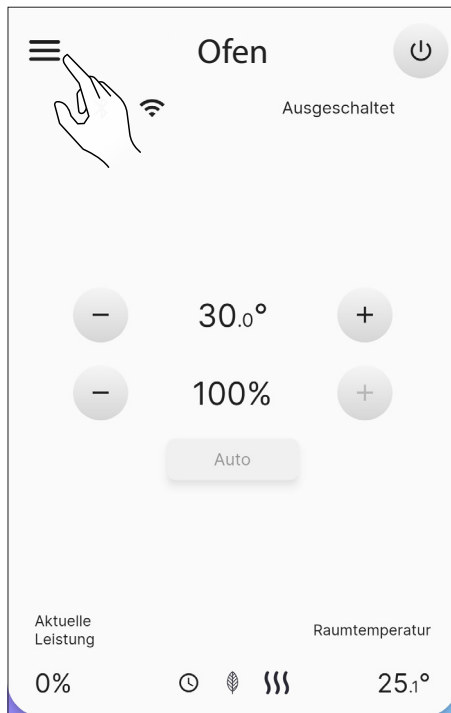 Ofen
Ausgeschaltet
30.0°
100%
Auto
Aktuelle
Leistung
Raumtemperatur
0%
25.1°